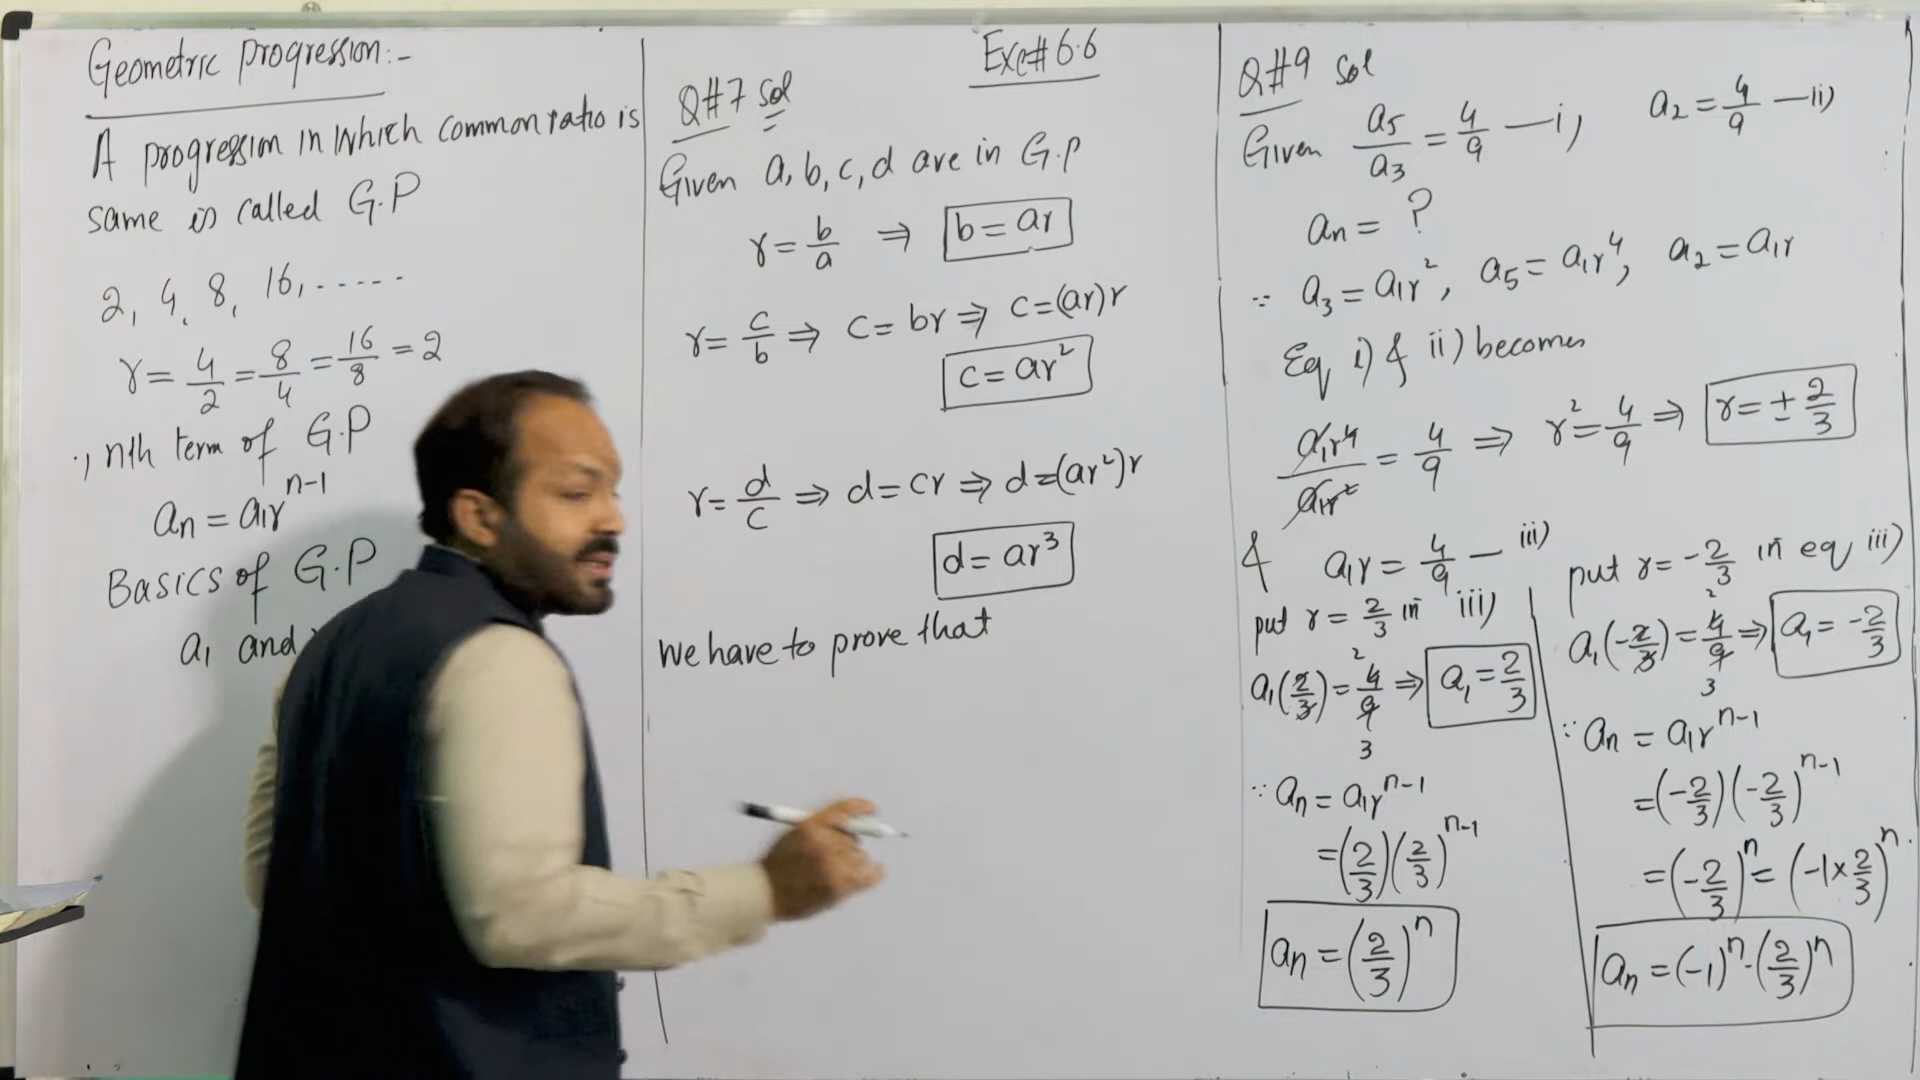 Geometric Progression:-
A progression in which common ratio is
same is called G.P
2, 4, 8, 16, .....
r = 4/2 = 8/4 = 16/8 = 2
., nth term of G.P
an = a1r^n-1
Basics of G.P
a1 and
Exc# 6.6
Q#7 sol
Given a, b, c, d are in G.P
r = b/a ⇒ b = ar
r = c/b ⇒ c = br ⇒ c = (ar)r
c = ar²
r = d/c ⇒ d = cr ⇒ d = (ar²)r
d = ar³
We have to prove that
Q#9 sol
Given a5/a3 = 4/9 —i, a2 = 4/9 —ii)
an = ?
∵ a3 = a1r², a5 = a1r⁴, a2 = a1r
Eq i) & ii) becomes
a1r⁴/a1r² = 4/9 ⇒ r² = 4/9 ⇒ r = ± 2/3
& a1r = 4/9 — iii)
put r = 2/3 in iii)
a1(2/3) = 4/9 ⇒ a1 = 2/3
2
3
∵ an = a1r^n-1
= (2/3)(2/3)^n-1
an = (2/3)^n
put r = -2/3 in eq iii)
a1(-2/3) = 4/9 ⇒ a1 = -2/3
2
3
∵ an = a1r^n-1
= (-2/3)(-2/3)^n-1
= (-2/3)^n = (-1×2/3)^n
an = (-1)^n · (2/3)^n